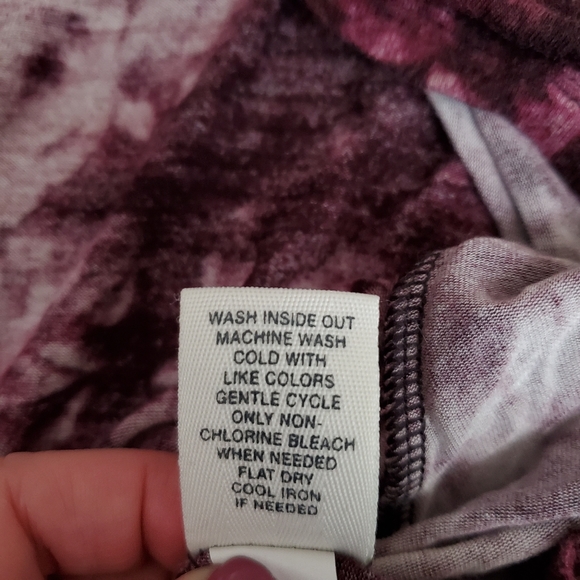 WASH INSIDE OUT
MACHINE WASH
COLD WITH
LIKE COLORS
GENTLE CYCLE
ONLY NON-
CHLORINE BLEACH
WHEN NEEDED
FLAT DRY
COOL IRON
IF NEEDED